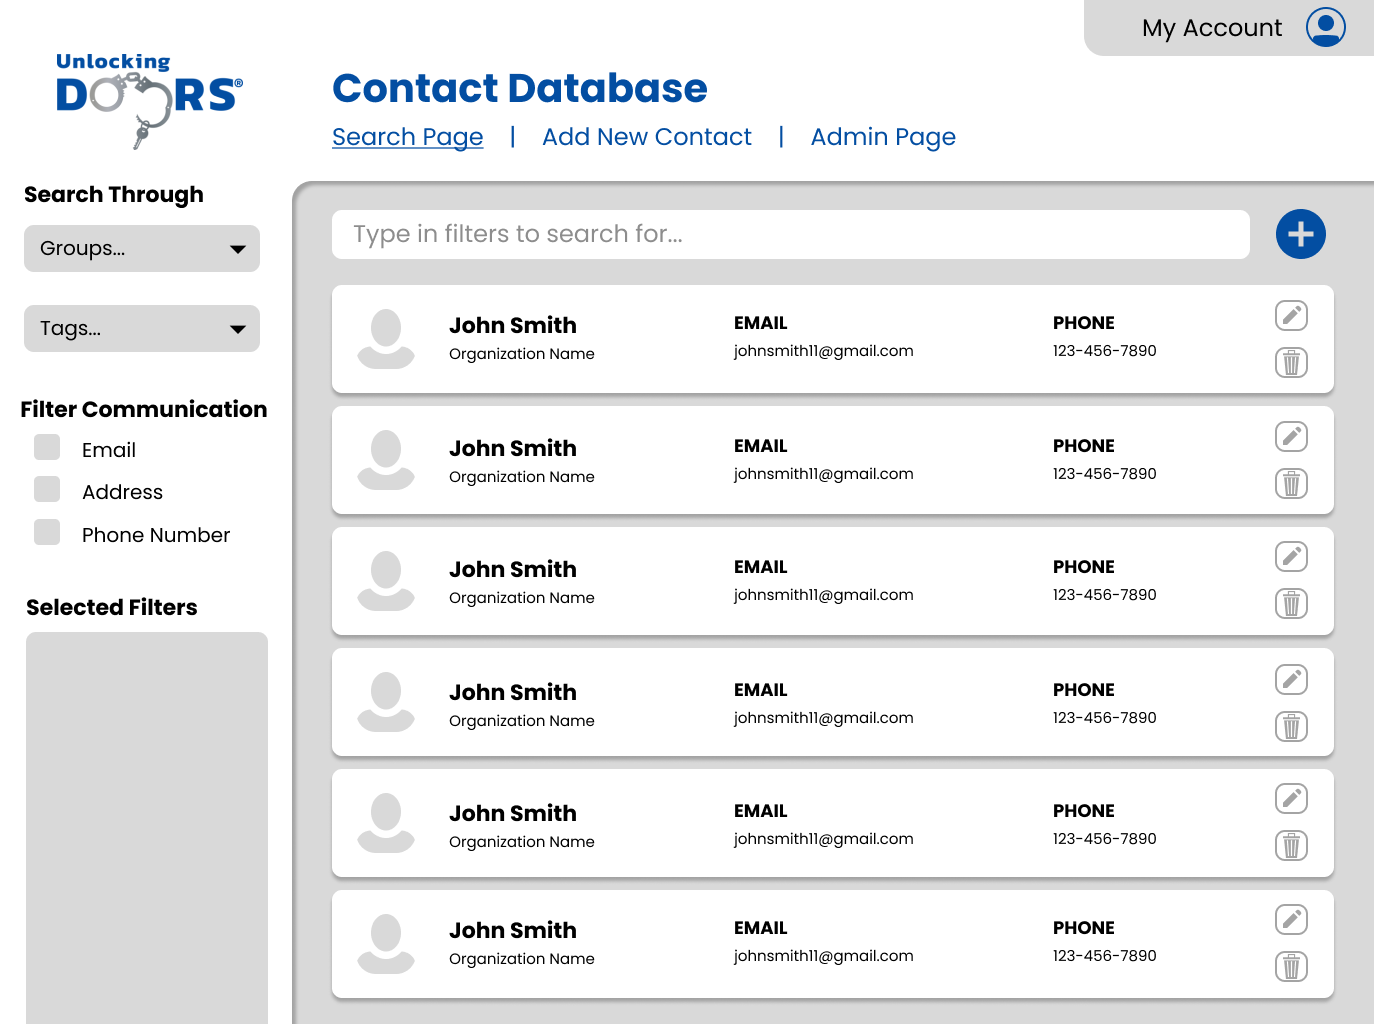 My Account
Unlocking
DOORS®
Contact Database
Search Page | Add New Contact | Admin Page
Search Through
Groups...
Tags...
Filter Communication
Email
Address
Phone Number
Selected Filters
Type in filters to search for...
John Smith EMAIL PHONE
Organization Name johnsmith11@gmail.com 123-456-7890
John Smith EMAIL PHONE
Organization Name johnsmith11@gmail.com 123-456-7890
John Smith EMAIL PHONE
Organization Name johnsmith11@gmail.com 123-456-7890
John Smith EMAIL PHONE
Organization Name johnsmith11@gmail.com 123-456-7890
John Smith EMAIL PHONE
Organization Name johnsmith11@gmail.com 123-456-7890
John Smith EMAIL PHONE
Organization Name johnsmith11@gmail.com 123-456-7890